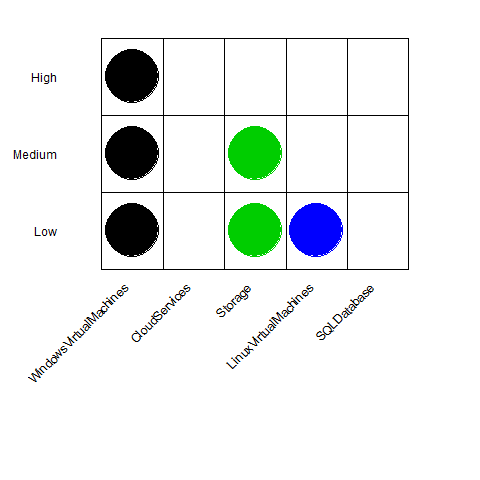 High
Medium
Low
WindowsVirtualMachines
CloudServices
Storage
LinuxVirtualMachines
SQLDatabase